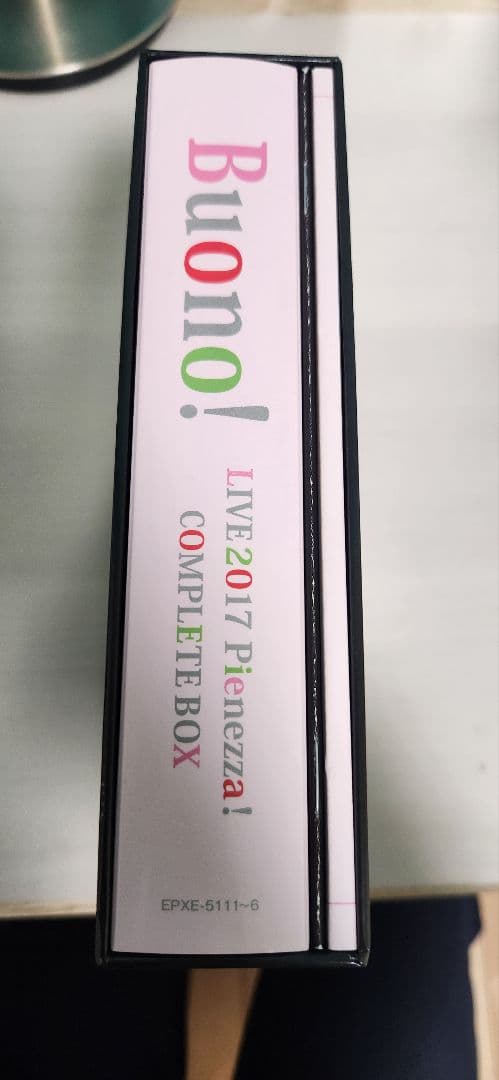 Buono!
LIVE 2017 Pienezza!
COMPLETE BOX
EPXE-5111~6